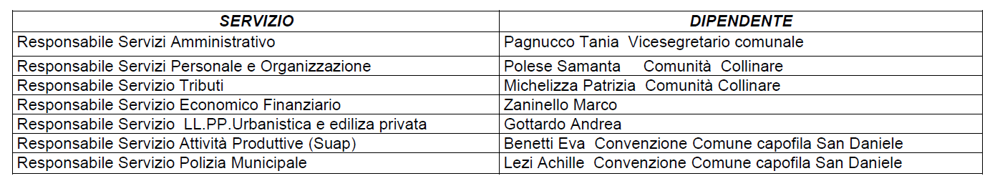 SERVIZIO DIPENDENTE
Responsabile Servizi Amministrativo Pagnucco Tania Vicesegretario comunale
Responsabile Servizi Personale e Organizzazione Polese Samanta Comunità Collinare
Responsabile Servizio Tributi Michelizza Patrizia Comunità Collinare
Responsabile Servizio Economico Finanziario Zaninello Marco
Responsabile Servizio LL.PP.Urbanistica e ediliza privata Gottardo Andrea
Responsabile Servizio Attività Produttive (Suap) Benetti Eva Convenzione Comune capofila San Daniele
Responsabile Servizio Polizia Municipale Lezi Achille Convenzione Comune capofila San Daniele